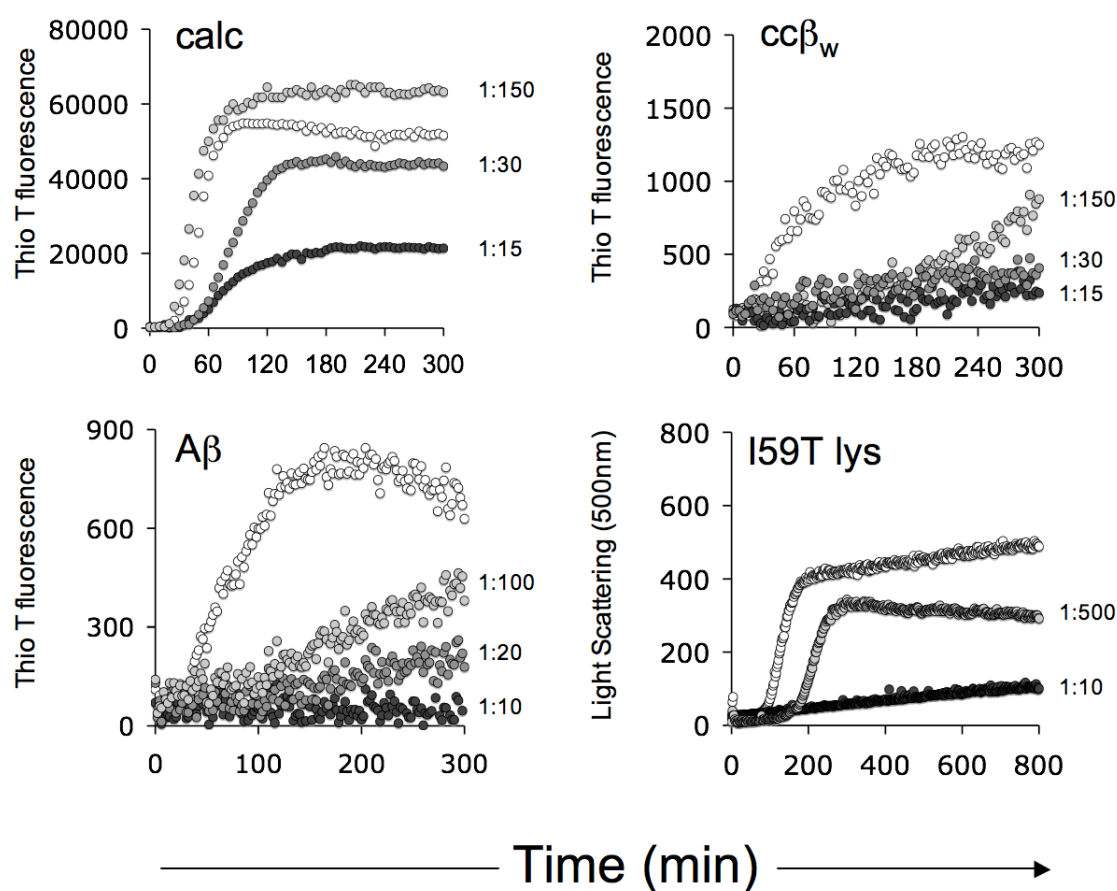 calc
Thio T fluorescence
80000
60000
40000
20000
0
0 60 120 180 240 300
1:150
1:30
1:15
ccβw
Thio T fluorescence
2000
1500
1000
500
0
0 60 120 180 240 300
1:150
1:30
1:15
Aβ
Thio T fluorescence
900
600
300
0
0 100 200 300
1:100
1:20
1:10
I59T lys
Light Scattering (500nm)
800
600
400
200
0
0 200 400 600 800
1:500
1:10
Time (min)